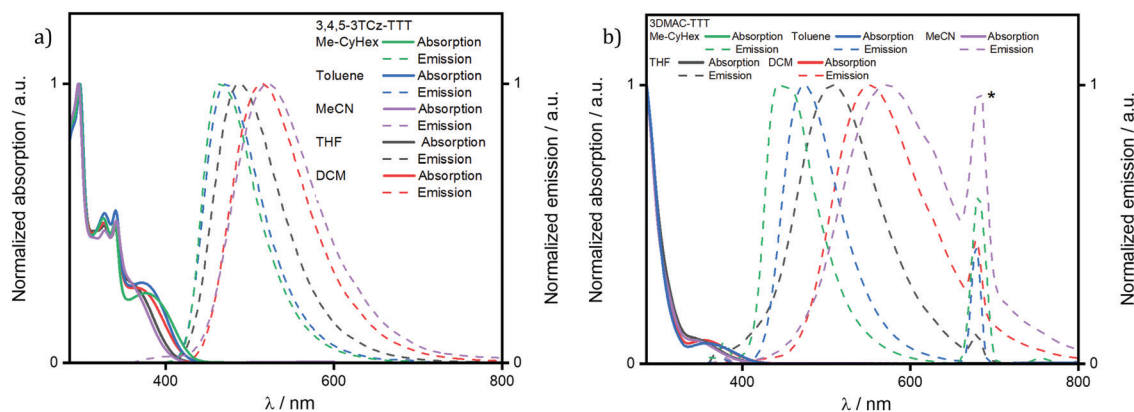 a)
3,4,5-3TCz-TTT
Me-CyHex Absorption
Emission
Toluene Absorption
Emission
MeCN Absorption
Emission
THF Absorption
Emission
DCM Absorption
Emission
Normalized absorption / a.u.
Normalized emission / a.u.
1
0
1
0
400 600 800
λ / nm
b)
3DMAC-TTT
Me-CyHex Absorption Toluene Absorption MeCN Absorption
Emission Emission Emission
THF Absorption DCM Absorption
Emission Emission
*
Normalized absorption / a.u.
Normalized emission / a.u.
1
0
1
0
400 600 800
λ / nm